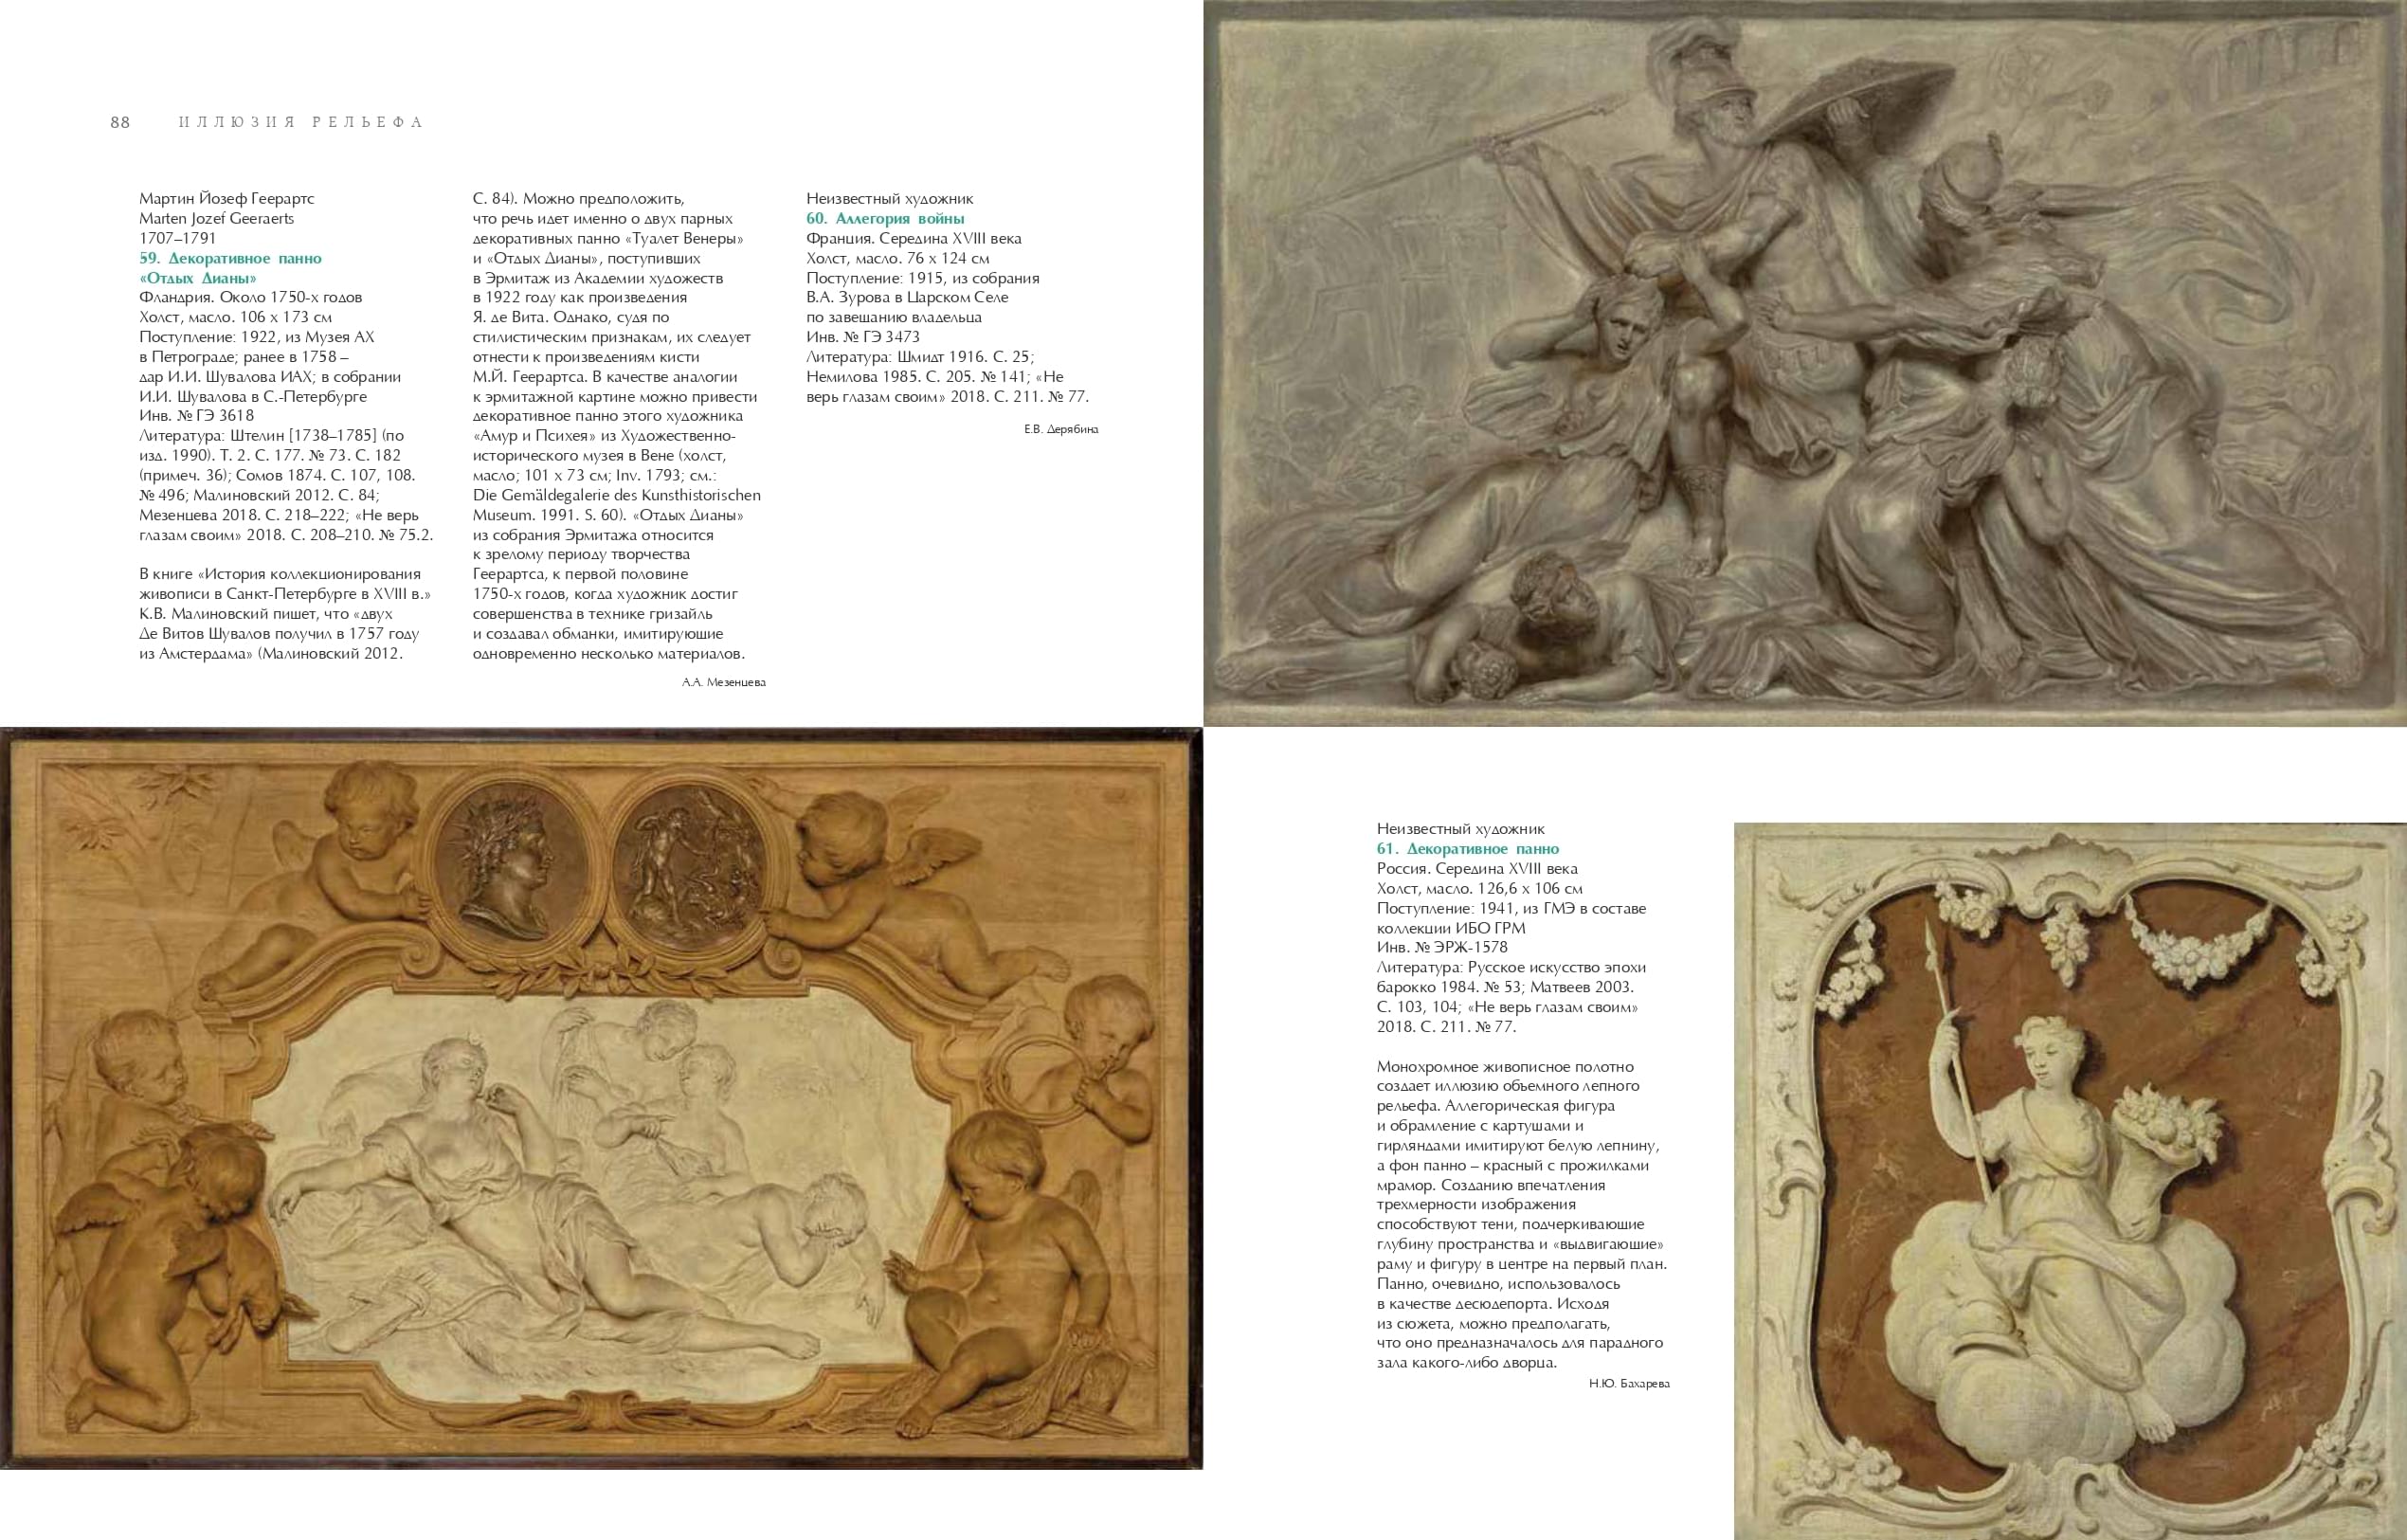 88 ИЛЛЮЗИЯ РЕЛЬЕФА
Мартин Йозеф Геерартс
Marten Jozef Geeraerts
1707–1791
59. Декоративное панно
«Отдых Дианы»
Фландрия. Около 1750-х годов
Холст, масло. 106 x 173 см
Поступление: 1922, из Музея АХ
в Петрограде; ранее в 1758 –
дар И.И. Шувалова ИАХ; в собрании
И.И. Шувалова в С.-Петербурге
Инв. № ГЭ 3618
Литература: Штелин [1738–1785] (по
изд. 1990). Т. 2. С. 177. № 73. С. 182
(примеч. 36); Сомов 1874. С. 107, 108.
№ 496; Малиновский 2012. С. 84;
Мезенцева 2018. С. 218–222; «Не верь
глазам своим» 2018. С. 208–210. № 75.2.
В книге «История коллекционирования
живописи в Санкт-Петербурге в XVIII в.»
К.В. Малиновский пишет, что «двух
Де Витов Шувалов получил в 1757 году
из Амстердама» (Малиновский 2012.
С. 84). Можно предположить,
что речь идет именно о двух парных
декоративных панно «Туалет Венеры»
и «Отдых Дианы», поступивших
в Эрмитаж из Академии художеств
в 1922 году как произведения
Я. де Вита. Однако, судя по
стилистическим признакам, их следует
отнести к произведениям кисти
М.Й. Геерартса. В качестве аналогии
к эрмитажной картине можно привести
декоративное панно этого художника
«Амур и Психея» из Художественно-
исторического музея в Вене (холст,
масло; 101 x 73 см; Inv. 1793; см.:
Die Gemäldegalerie des Kunsthistorischen
Museum. 1991. S. 60). «Отдых Дианы»
из собрания Эрмитажа относится
к зрелому периоду творчества
Геерартса, к первой половине
1750-х годов, когда художник достиг
совершенства в технике гризайль
и создавал обманки, имитирующие
одновременно несколько материалов.
А.А. Мезенцева
Неизвестный художник
60. Аллегория войны
Франция. Середина XVIII века
Холст, масло. 76 x 124 см
Поступление: 1915, из собрания
В.А. Зурова в Царском Селе
по завещанию владельца
Инв. № ГЭ 3473
Литература: Шмидт 1916. С. 25;
Немилова 1985. С. 205. № 141; «Не
верь глазам своим» 2018. С. 211. № 77.
Е.В. Дерябина
Неизвестный художник
61. Декоративное панно
Россия. Середина XVIII века
Холст, масло. 126,6 x 106 см
Поступление: 1941, из ГМЭ в составе
коллекции ИБО ГРМ
Инв. № ЭРЖ-1578
Литература: Русское искусство эпохи
барокко 1984. № 53; Матвеев 2003.
С. 103, 104; «Не верь глазам своим»
2018. С. 211. № 77.
Монохромное живописное полотно
создает иллюзию объемного лепного
рельефа. Аллегорическая фигура
и обрамление с картушами и
гирляндами имитируют белую лепнину,
а фон панно – красный с прожилками
мрамор. Созданию впечатления
трехмерности изображения
способствуют тени, подчеркивающие
глубину пространства и «выдвигающие»
раму и фигуру в центре на первый план.
Панно, очевидно, использовалось
в качестве десюдепорта. Исходя
из сюжета, можно предполагать,
что оно предназначалось для парадного
зала какого-либо дворца.
Н.Ю. Бахарева